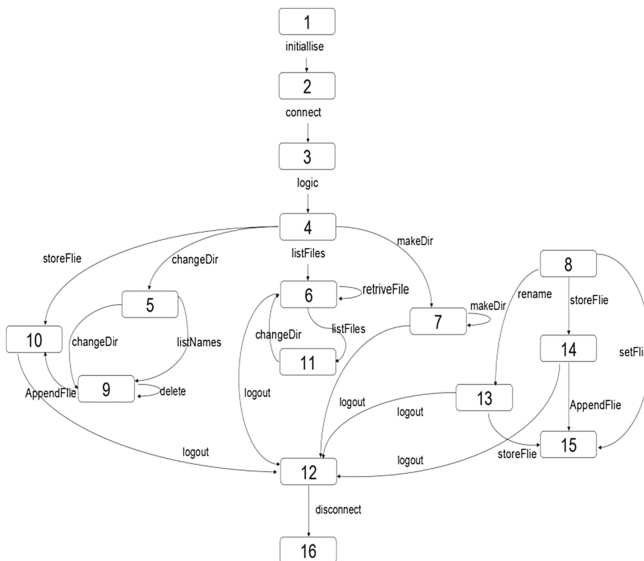 1
initiallise
2
connect
3
logic
4
storeFlie
changeDir
listFiles
makeDir
8
5
6
retriveFile
makeDir
rename
storeFlie
7
10
changeDir
listNames
changeDir
listFiles
14
setFli
11
9
AppendFlie
delete
logout
logout
logout
13
AppendFlie
15
logout
logout
storeFlie
12
disconnect
16